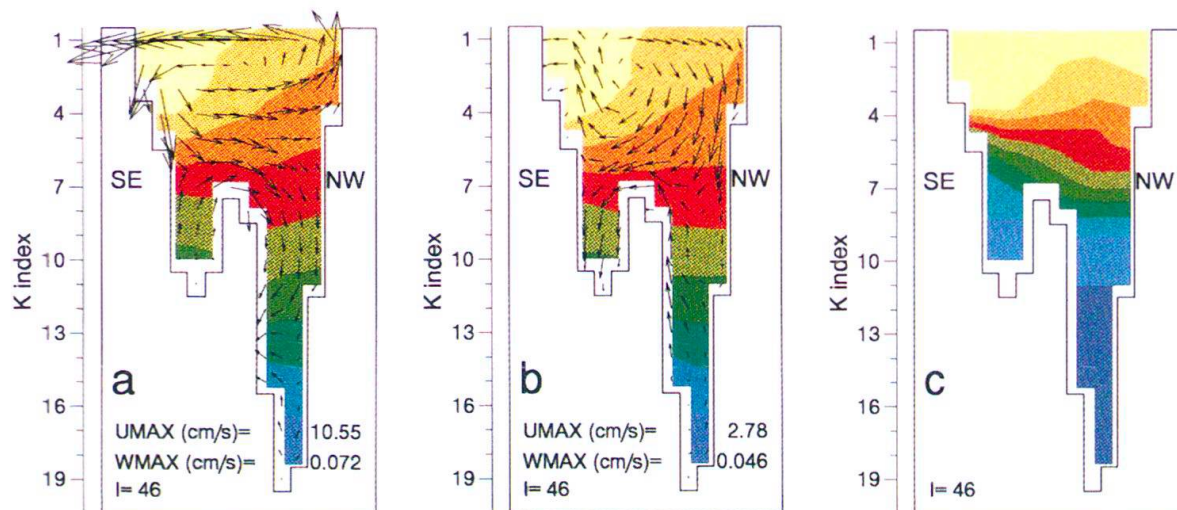 1
4
SE
7
NW
K index
10
13
a
16
UMAX (cm/s)= 10.55
WMAX (cm/s)= 0.072
19
I= 46
1
4
SE
7
NW
K index
10
13
b
16
UMAX (cm/s)= 2.78
WMAX (cm/s)= 0.046
19
I= 46
1
4
SE
7
NW
K index
10
13
c
16
19
I= 46